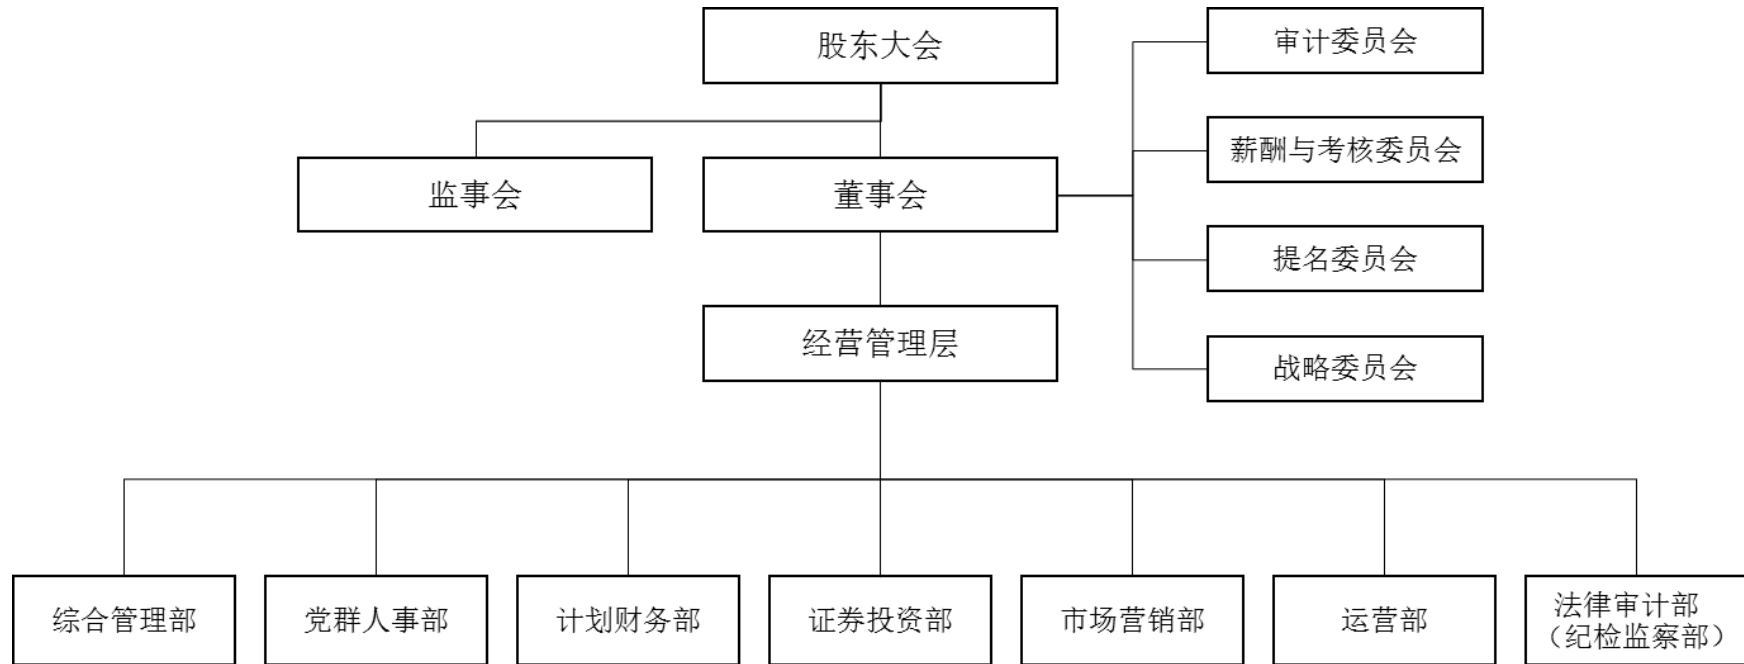 股东大会
审计委员会
薪酬与考核委员会
监事会
董事会
提名委员会
经营管理层
战略委员会
综合管理部
党群人事部
计划财务部
证券投资部
市场营销部
运营部
法律审计部
（纪检监察部）